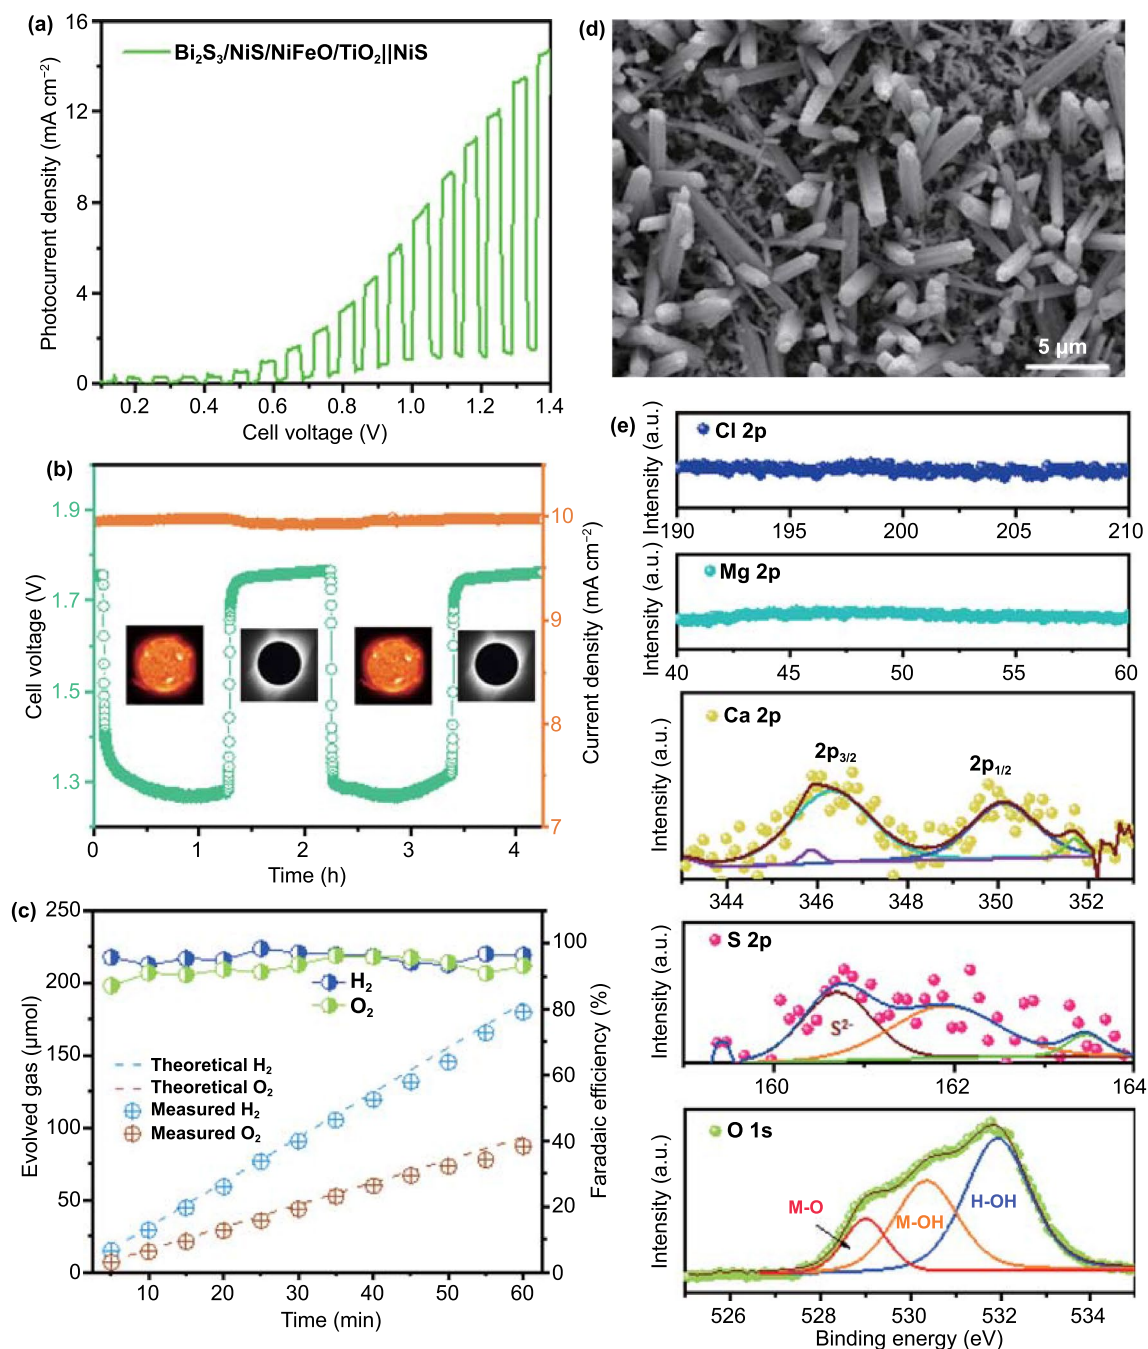 (a)
Bi₂S₃/NiS/NiFeO/TiO₂||NiS
Photocurrent density (mA cm⁻²)
16
12
8
4
0
0.2 0.4 0.6 0.8 1.0 1.2 1.4
Cell voltage (V)
(b)
Cell voltage (V)
1.9
1.7
1.5
1.3
10
9
8
7
Current density (mA cm⁻²)
0 1 2 3 4
Time (h)
(c)
Evolved gas (μmol)
250
200
150
100
50
0
H₂
O₂
Theoretical H₂
Theoretical O₂
Measured H₂
Measured O₂
100
80
60
40
20
0
Faradaic efficiency (%)
10 20 30 40 50 60
Time (min)
(d)
5 μm
(e)
Cl 2p
Intensity (a.u.)
190 195 200 205 210
Mg 2p
Intensity (a.u.)
40 45 50 55 60
Ca 2p
2p₃/₂
2p₁/₂
Intensity (a.u.)
344 346 348 350 352
S 2p
S²⁻
Intensity (a.u.)
160 162 164
O 1s
M-O
M-OH
H-OH
Intensity (a.u.)
526 528 530 532 534
Binding energy (eV)